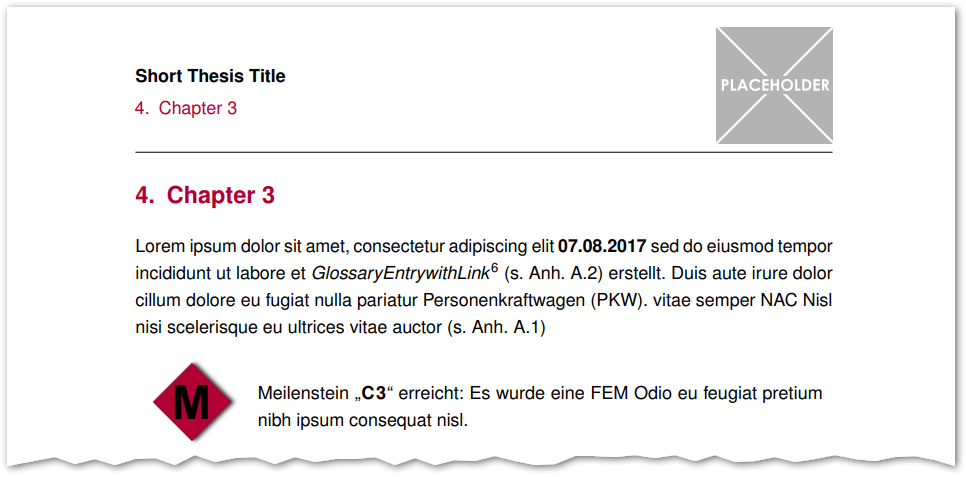 Short Thesis Title
4. Chapter 3
PLACEHOLDER
4. Chapter 3
Lorem ipsum dolor sit amet, consectetur adipiscing elit 07.08.2017 sed do eiusmod tempor
incididunt ut labore et GlossaryEntrywithLink6 (s. Anh. A.2) erstellt. Duis aute irure dolor
cillum dolore eu fugiat nulla pariatur Personenkraftwagen (PKW). vitae semper NAC Nisl
nisi scelerisque eu ultrices vitae auctor (s. Anh. A.1)
M
Meilenstein „C3“ erreicht: Es wurde eine FEM Odio eu feugiat pretium
nibh ipsum consequat nisl.